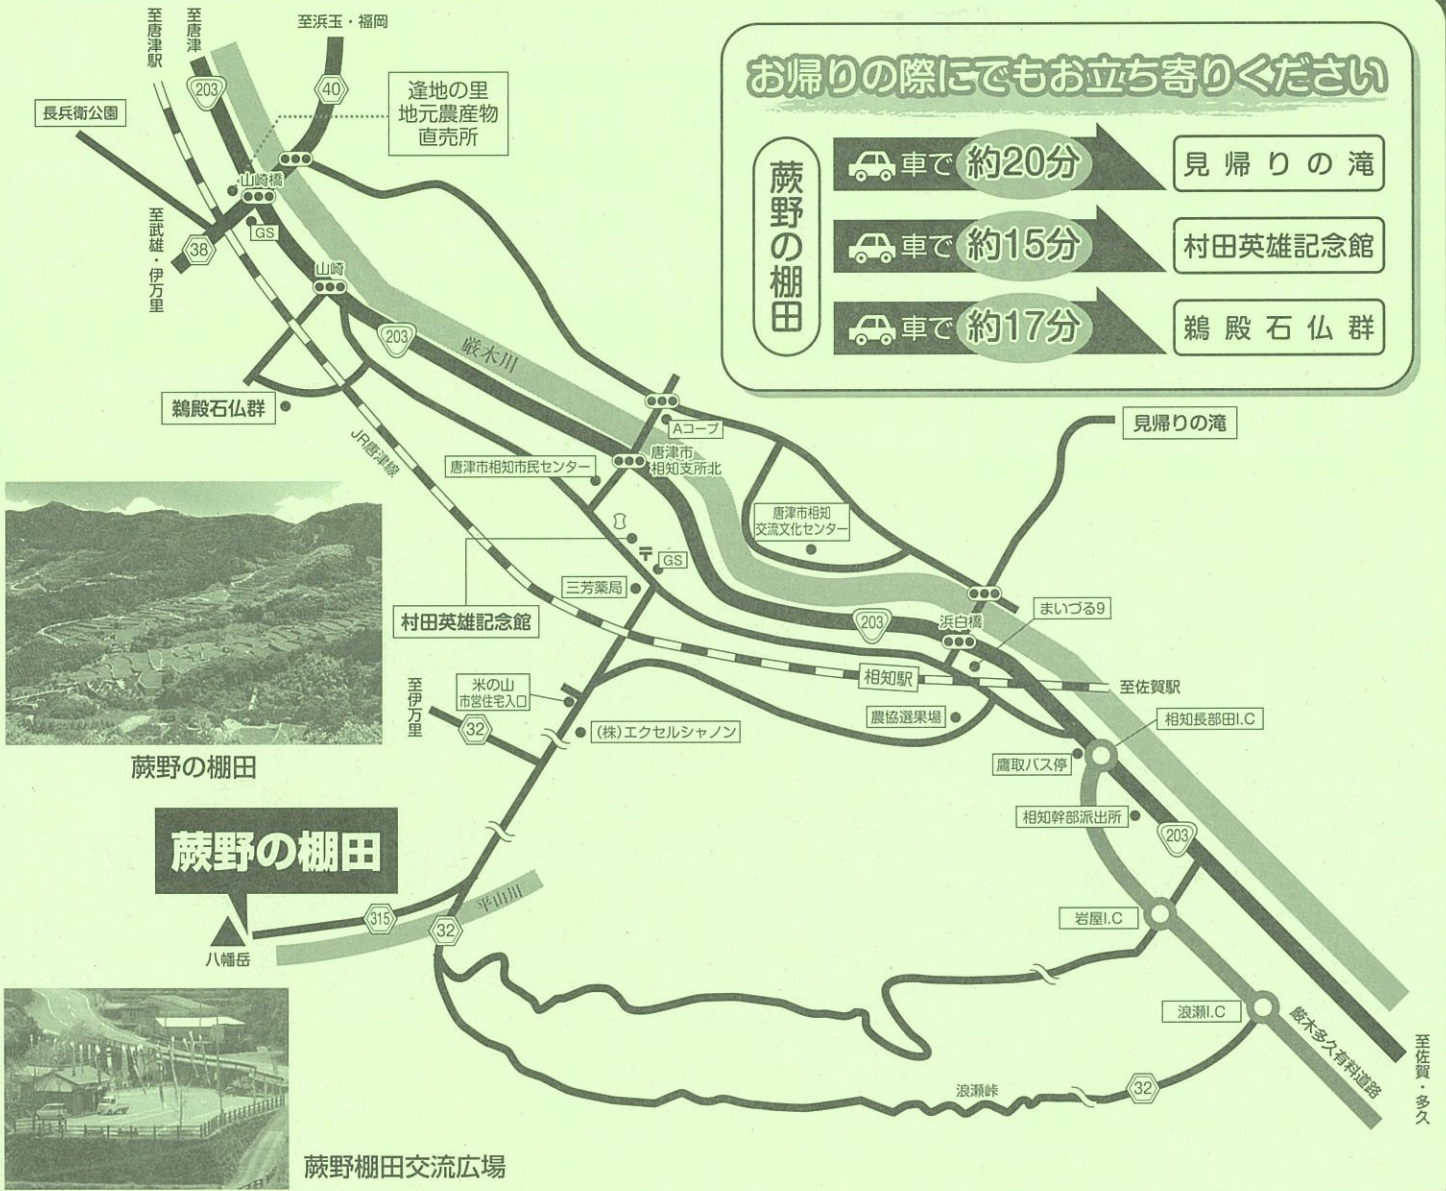 至唐津駅
至唐津
至浜玉・福岡
203
40
長兵衛公園
逢地の里
地元農産物
直売所
山崎橋
GS
38
至武雄・伊万里
山崎
203
厳木川
鵜殿石仏群
JR唐津線
お帰りの際にでもお立ち寄りください
蕨野の棚田
車で 約20分
見帰りの滝
車で 約15分
村田英雄記念館
車で 約17分
鵜殿石仏群
Aコープ
見帰りの滝
唐津市
相知支所北
唐津市相知市民センター
唐津市相知
交流文化センター
〒
GS
三芳薬局
村田英雄記念館
203
浜白橋
まいづる9
相知駅
至佐賀駅
米の山
市営住宅入口
至伊万里
32
(株)エクセルシャノン
農協選果場
相知長部田I.C
鷹取バス停
相知幹部派出所
203
蕨野の棚田
蕨野の棚田
平山川
315
32
八幡岳
岩屋I.C
浪瀬I.C
厳木多久有料道路
浪瀬峠
32
至佐賀・多久
蕨野棚田交流広場